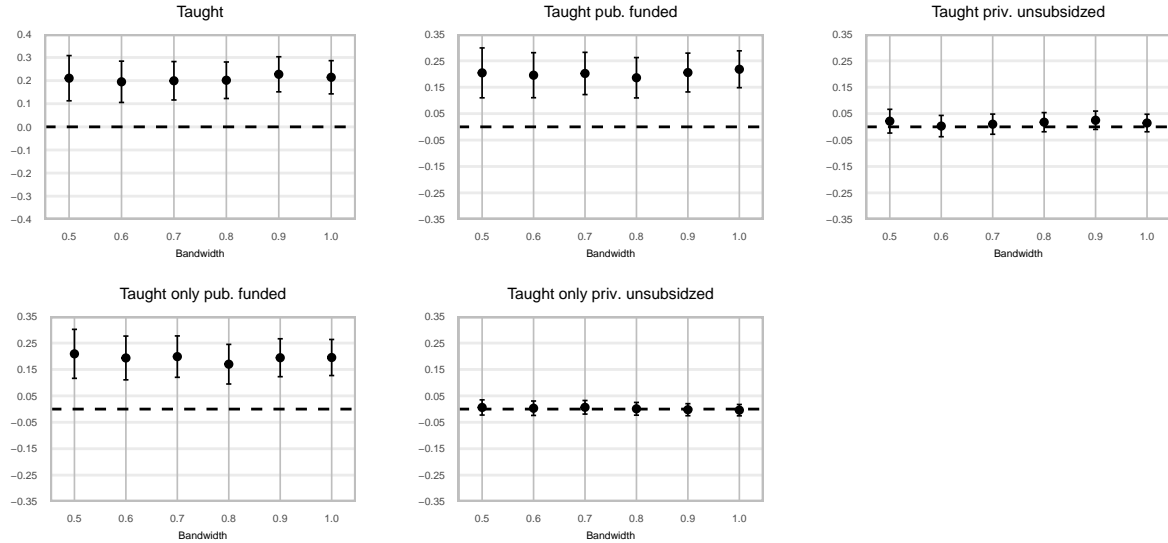 Taught
0.4
0.3
0.2
0.1
0.0
−0.1
−0.2
−0.3
−0.4
0.5 0.6 0.7 0.8 0.9 1.0
Bandwidth
Taught pub. funded
0.35
0.25
0.15
0.05
−0.05
−0.15
−0.25
−0.35
0.5 0.6 0.7 0.8 0.9 1.0
Bandwidth
Taught priv. unsubsidzed
0.35
0.25
0.15
0.05
−0.05
−0.15
−0.25
−0.35
0.5 0.6 0.7 0.8 0.9 1.0
Bandwidth
Taught only pub. funded
0.35
0.25
0.15
0.05
−0.05
−0.15
−0.25
−0.35
0.5 0.6 0.7 0.8 0.9 1.0
Bandwidth
Taught only priv. unsubsidzed
0.35
0.25
0.15
0.05
−0.05
−0.15
−0.25
−0.35
0.5 0.6 0.7 0.8 0.9 1.0
Bandwidth